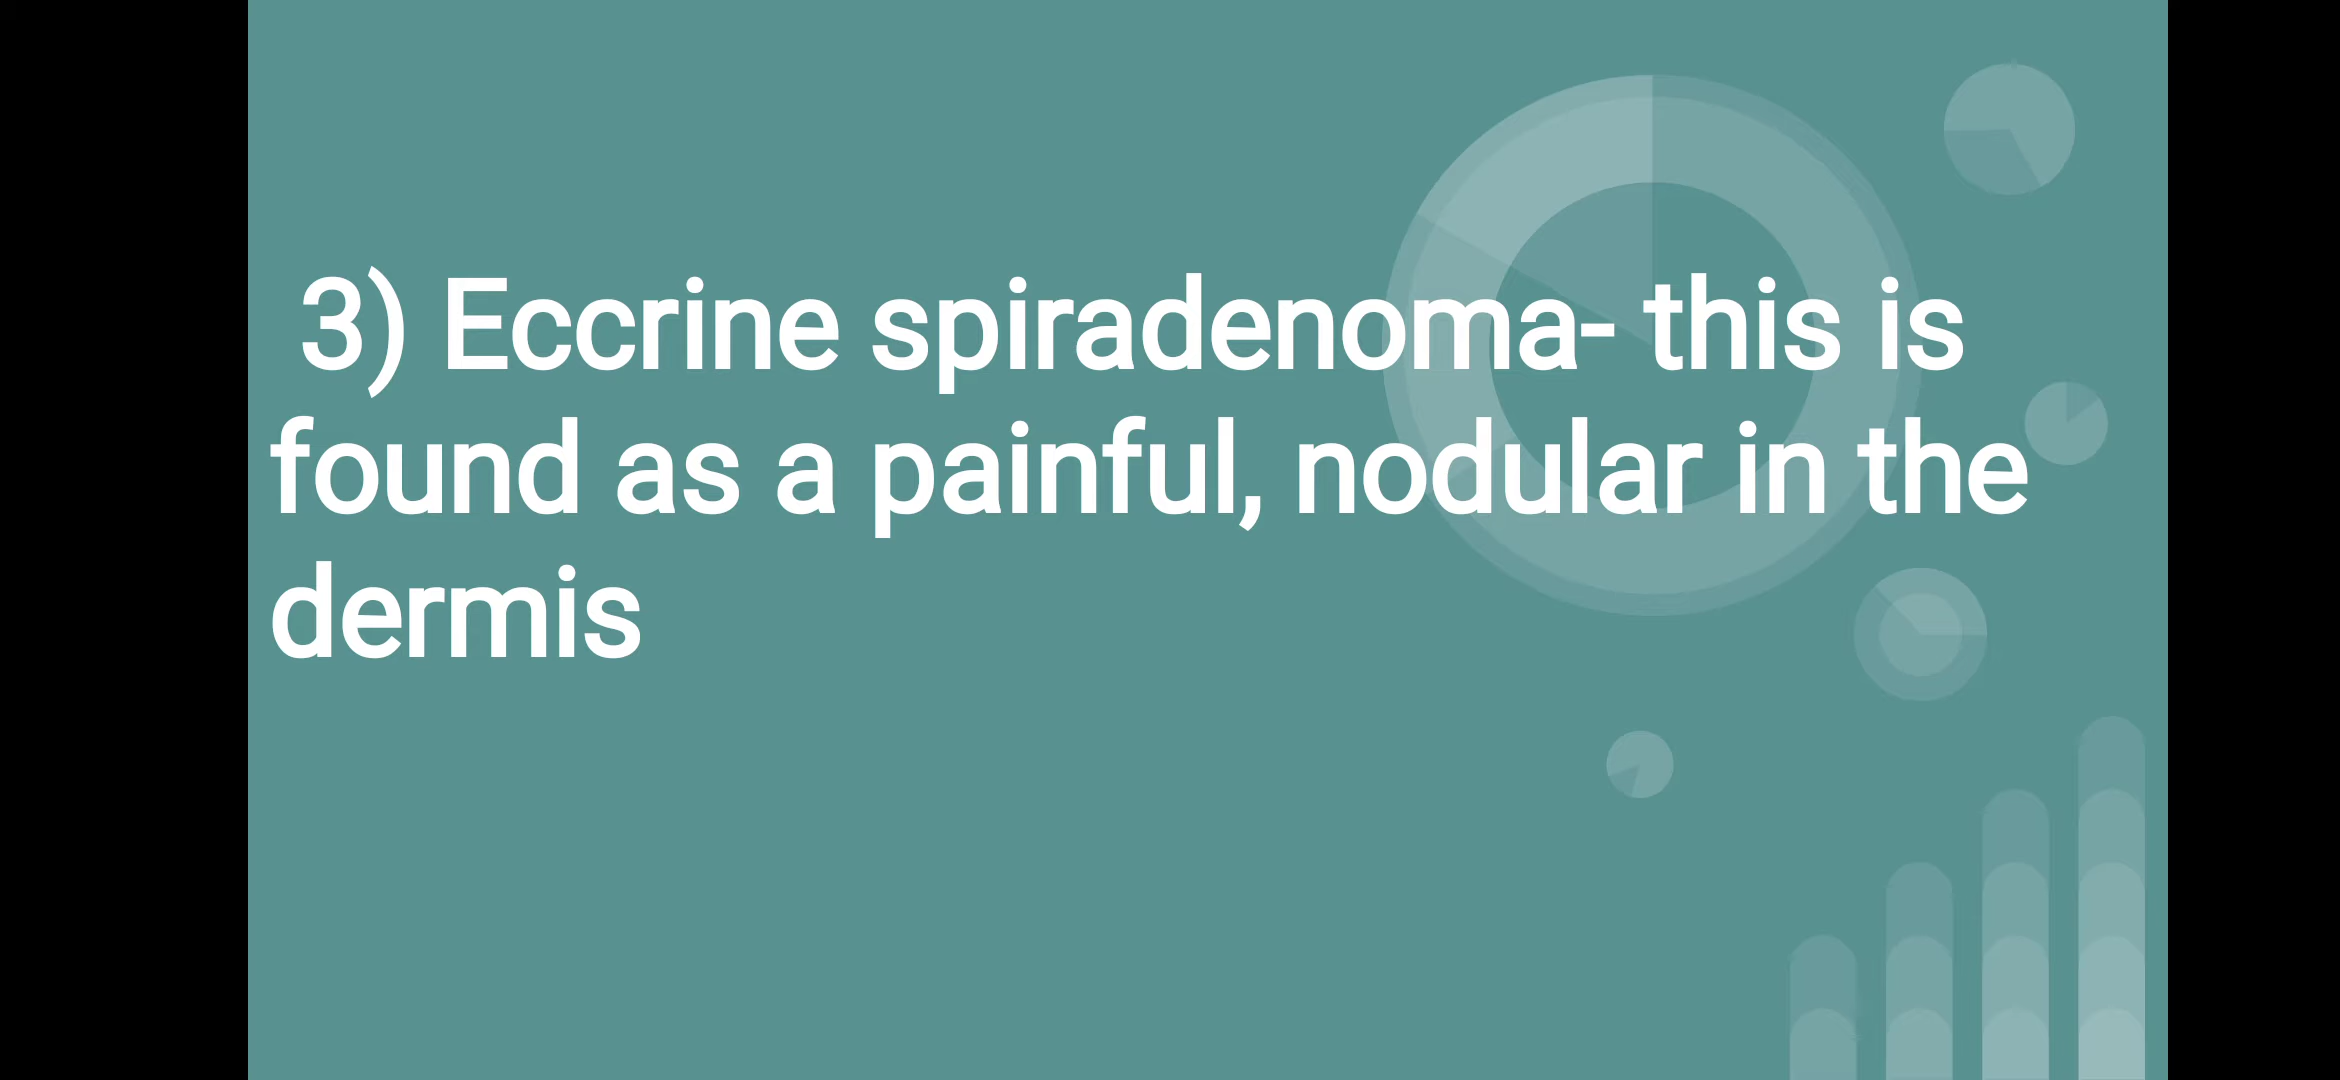 3) Eccrine spiradenoma- this is
found as a painful, nodular in the
dermis